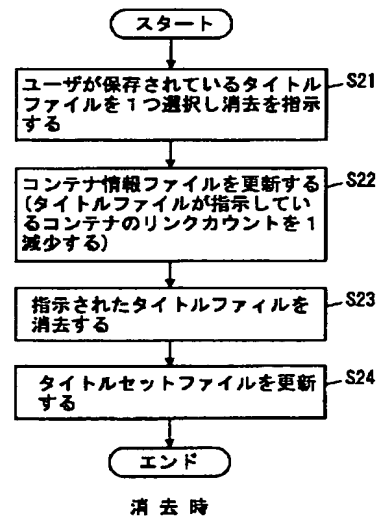 スタート
S21
ユーザが保存されているタイトル
ファイルを1つ選択し消去を指示
する
S22
コンテナ情報ファイルを更新する
(タイトルファイルが指示して
いるコンテナのリンクカウントを1
減少する)
S23
指示されたタイトルファィルを
消去する
S24
タイトルセットファイルを更新
する
エンド
消去時